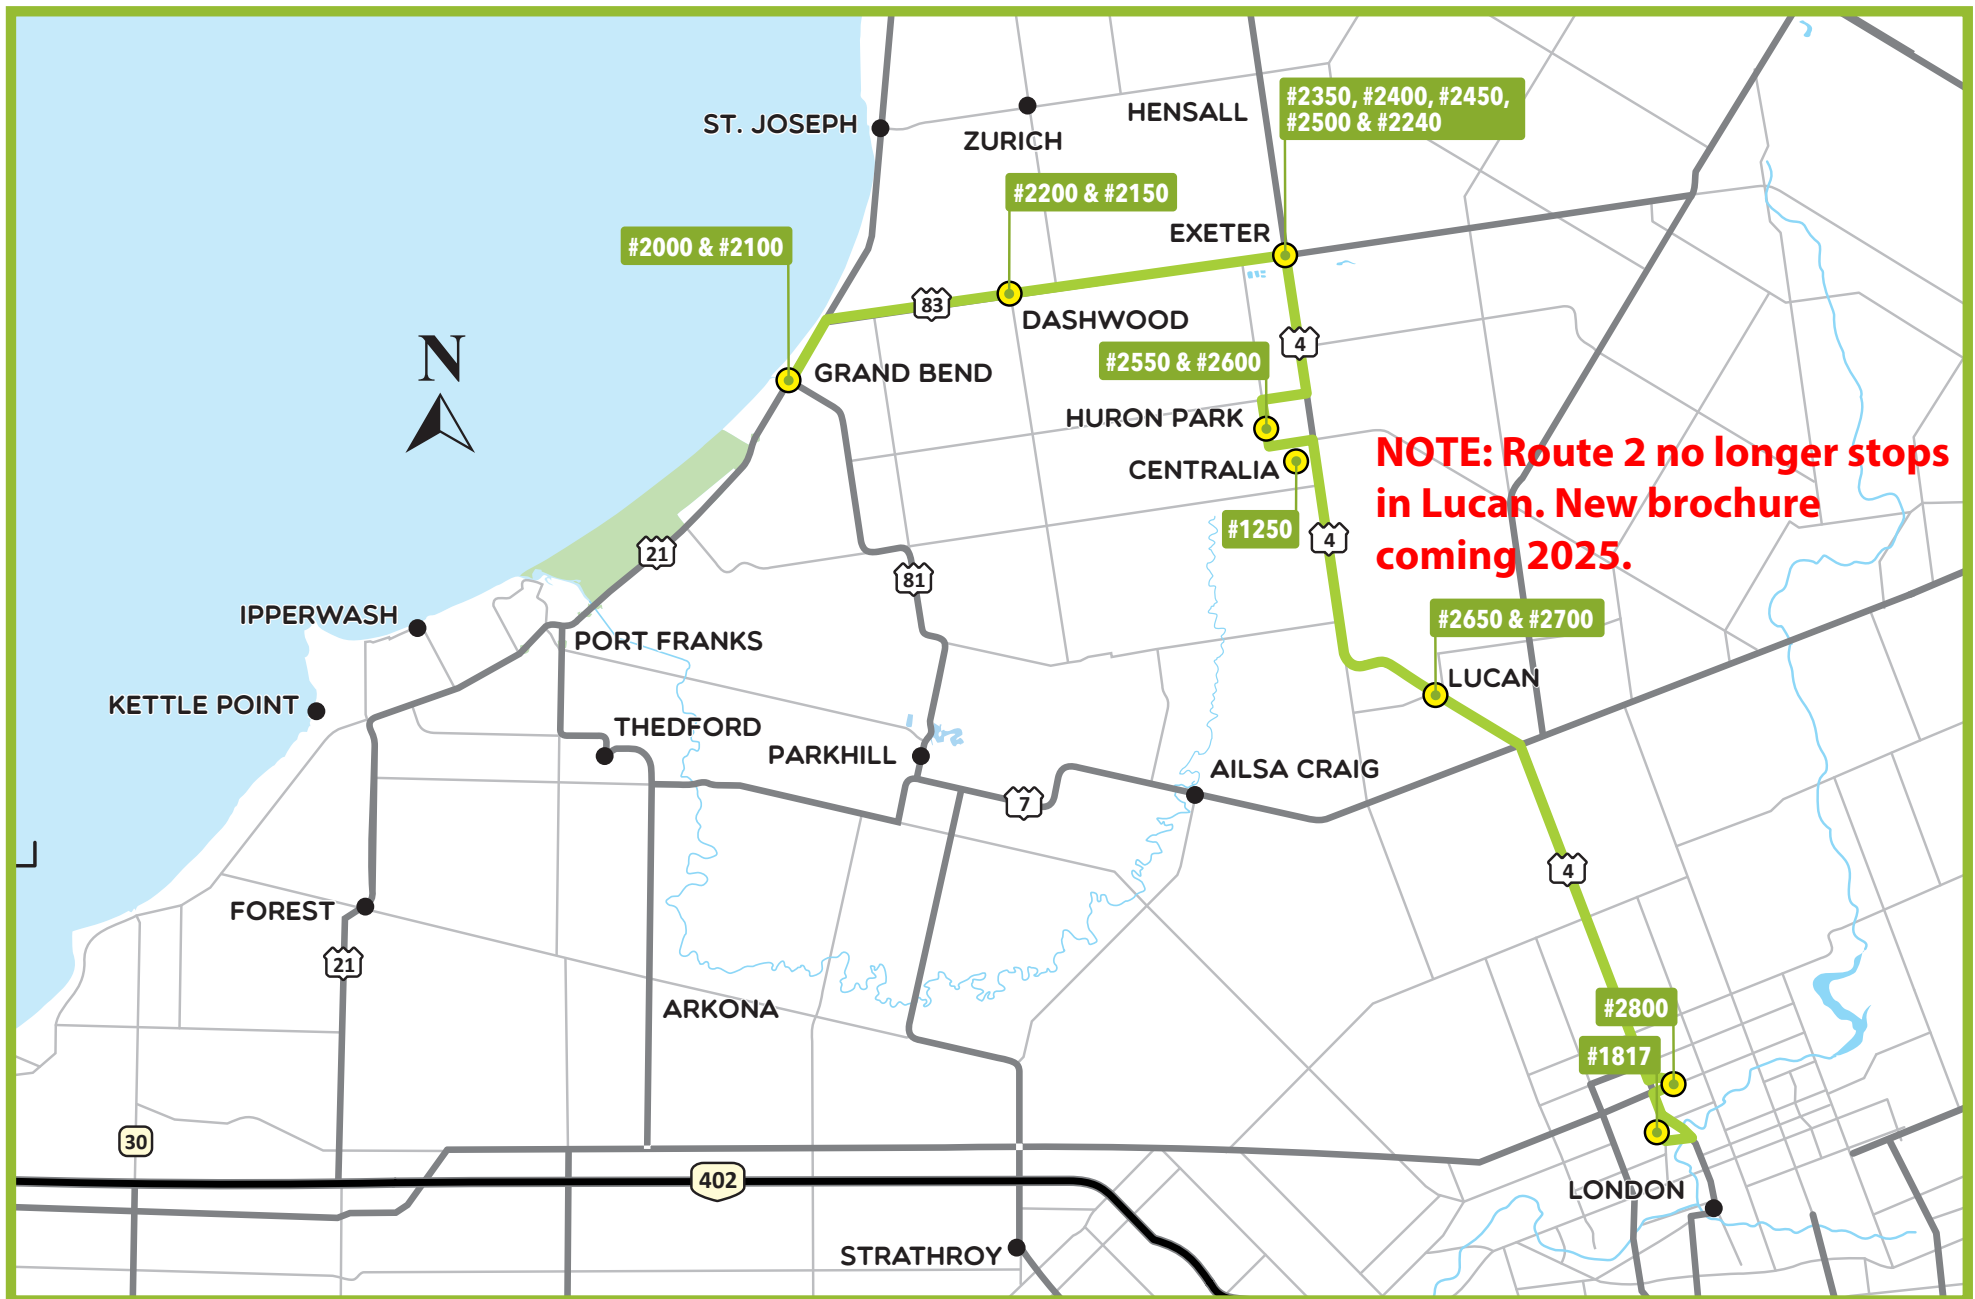 #2350, #2400, #2450,
#2500 & #2240
HENSALL
ST. JOSEPH
ZURICH
#2200 & #2150
EXETER
#2000 & #2100
83
DASHWOOD
4
N
#2550 & #2600
GRAND BEND
HURON PARK
NOTE: Route 2 no longer stops
in Lucan. New brochure
coming 2025.
CENTRALIA
#1250
4
21
81
IPPERWASH
#2650 & #2700
PORT FRANKS
LUCAN
KETTLE POINT
THEDFORD
PARKHILL
AILSA CRAIG
7
4
FOREST
21
ARKONA
#2800
#1817
30
402
LONDON
STRATHROY